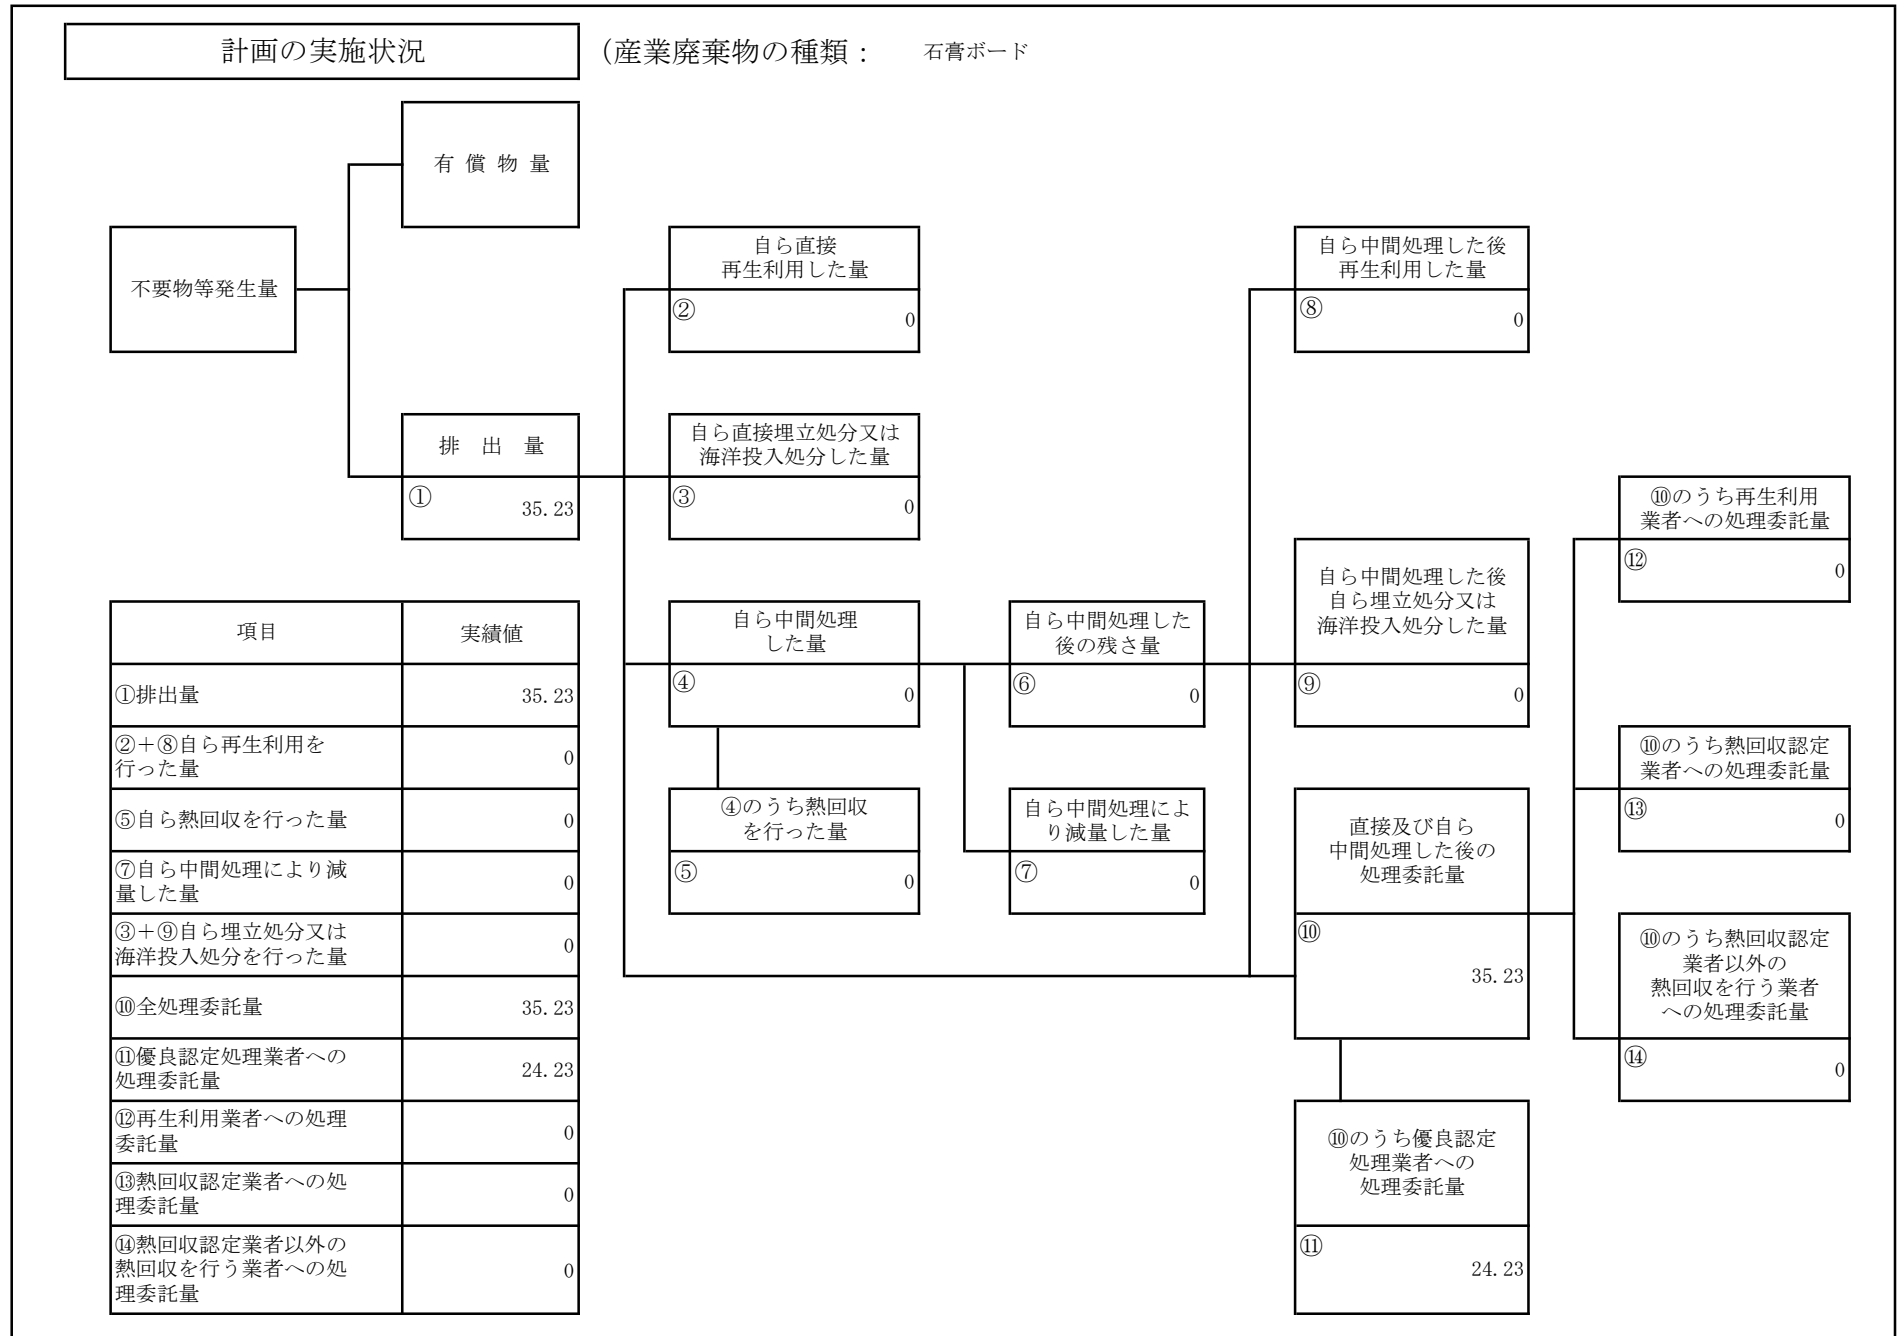 計画の実施状況
(産業廃棄物の種類： 石膏ボード
有 償 物 量
不要物等発生量
自ら直接
再生利用した量
②
0
自ら中間処理した後
再生利用した量
⑧
0
排 出 量
①
35.23
自ら直接埋立処分又は
海洋投入処分した量
③
0
⑩のうち再生利用
業者への処理委託量
⑫
0
自ら中間処理した後
自ら埋立処分又は
海洋投入処分した量
⑨
0
自ら中間処理
した量
④
0
自ら中間処理した
後の残さ量
⑥
0
⑩のうち熱回収認定
業者への処理委託量
⑬
0
④のうち熱回収
を行った量
⑤
0
自ら中間処理によ
り減量した量
⑦
0
直接及び自ら
中間処理した後の
処理委託量
⑩
35.23
⑩のうち熱回収認定
業者以外の
熱回収を行う業者
への処理委託量
⑭
0
⑩のうち優良認定
処理業者への
処理委託量
⑪
24.23
項目 実績値
①排出量 35.23
②＋⑧自ら再生利用を
行った量 0
⑤自ら熱回収を行った量 0
⑦自ら中間処理により減
量した量 0
③＋⑨自ら埋立処分又は
海洋投入処分を行った量 0
⑩全処理委託量 35.23
⑪優良認定処理業者への
処理委託量 24.23
⑫再生利用業者への処理
委託量 0
⑬熱回収認定業者への処
理委託量 0
⑭熱回収認定業者以外の
熱回収を行う業者への処
理委託量 0